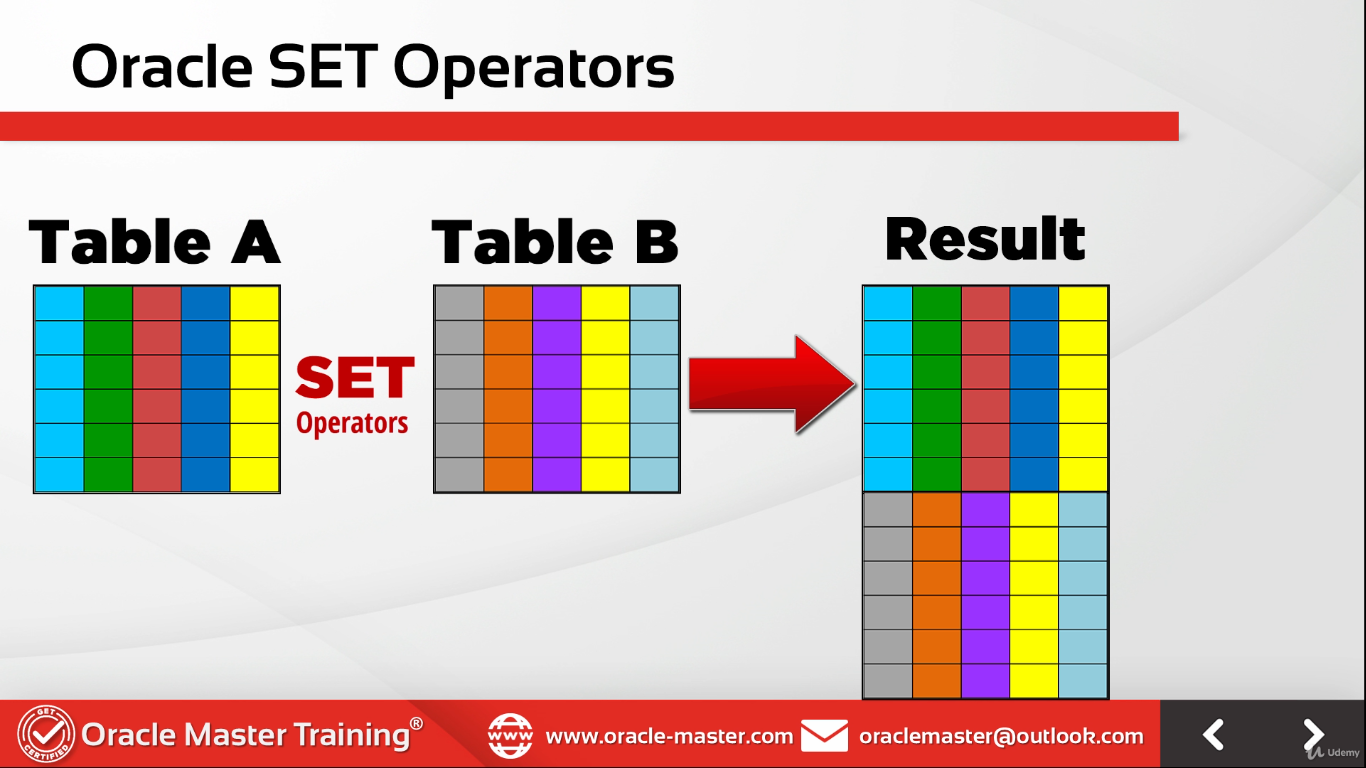 Oracle SET Operators
Table A
Table B
Result
SET
Operators
GET
CERTIFIED
Oracle Master Training®
www
www.oracle-master.com
oraclemaster@outlook.com
Udemy